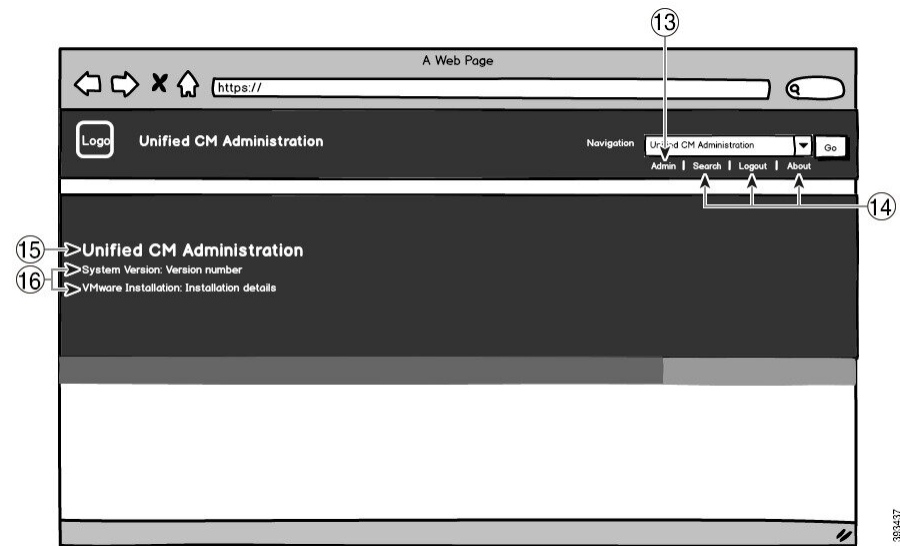 13
A Web Page
https://
Logo
Unified CM Administration
Navigation
Unified CM Administration
Go
Admin | Search | Logout | About
14
15
Unified CM Administration
16
System Version: Version number
VMware Installation: Installation details
393437